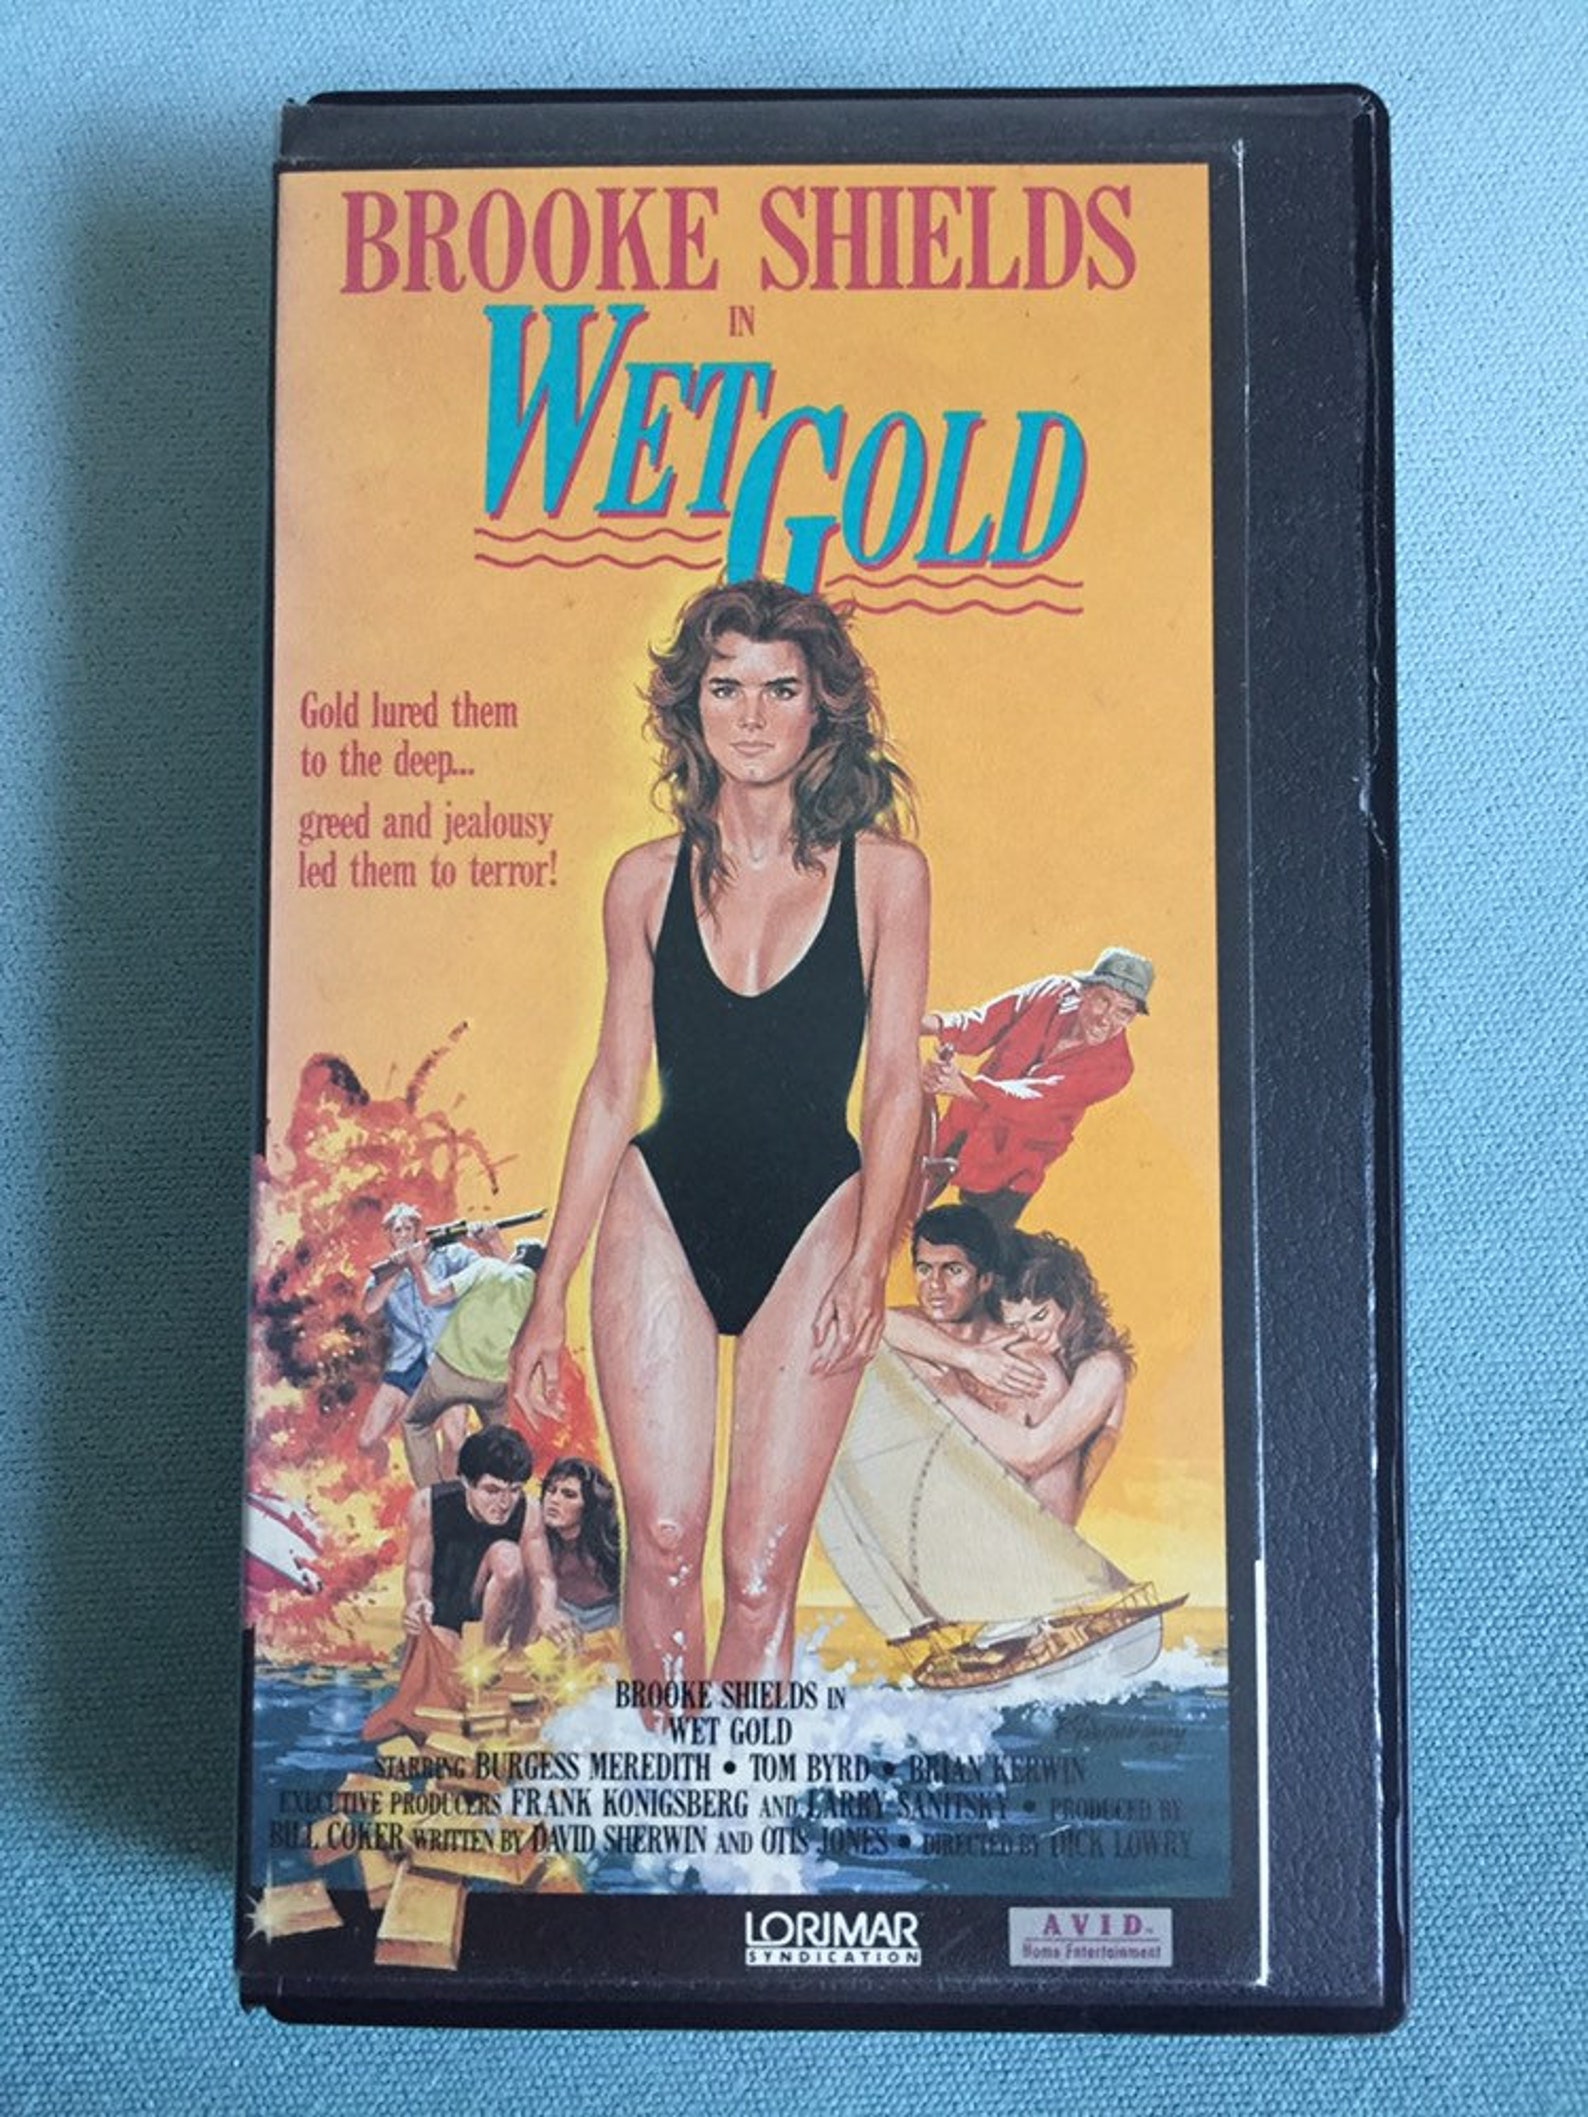 BROOKE SHIELDS
IN
WET GOLD
Gold lured them
to the deep...
greed and jealousy
led them to terror!
BROOKE SHIELDS IN
WET GOLD
STARRING BURGESS MEREDITH • TOM BYRD • BRIAN KERWIN
EXECUTIVE PRODUCERS FRANK KONIGSBERG AND LARRY SANITSKY • PRODUCED BY
BILL COKER WRITTEN BY DAVID SHERWIN AND OTIS JONES • DIRECTED BY DICK LOWRY
LORIMAR
SYNDICATION
AVID™
Home Entertainment